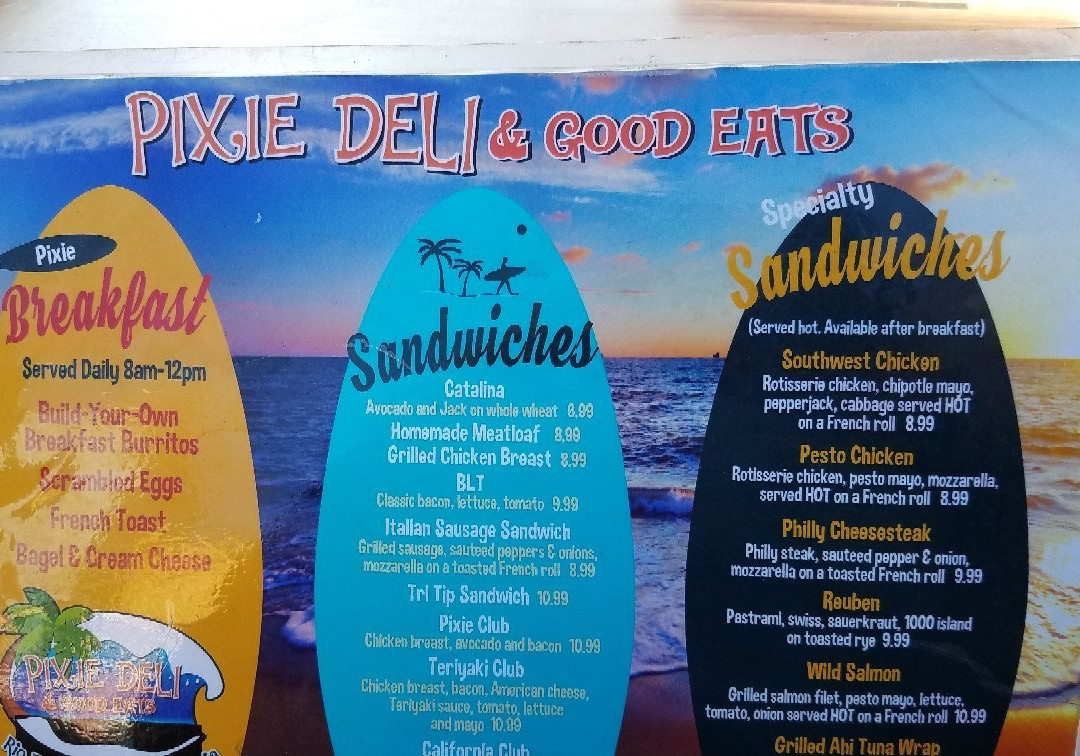 PIXIE DELI & GOOD EATS
Pixie
Breakfast
Served Daily 8am-12pm
Build-Your-Own
Breakfast Burritos
Scrambled Eggs
French Toast
Bagel & Cream Cheese
PIXIE DELI
& GOOD EATS
Sandwiches
Catalina
Avocado and Jack on whole wheat 8.99
Homemade Meatloaf 8.99
Grilled Chicken Breast 8.99
BLT
Classic bacon, lettuce, tomato 9.99
Italian Sausage Sandwich
Grilled sausage, sauteed peppers & onions,
mozzarella on a toasted French roll 8.99
Tri Tip Sandwich 10.99
Pixie Club
Chicken breast, avocado and bacon 10.99
Teriyaki Club
Chicken breast, bacon, American cheese,
Teriyaki sauce, tomato, lettuce
and mayo 10.99
California Club
Specialty
Sandwiches
(Served hot. Available after breakfast)
Southwest Chicken
Rotisserie chicken, chipotle mayo,
pepperjack, cabbage served HOT
on a French roll 8.99
Pesto Chicken
Rotisserie chicken, pesto mayo, mozzarella,
served HOT on a French roll 8.99
Philly Cheesesteak
Philly steak, sauteed pepper & onion,
mozzarella on a toasted French roll 9.99
Reuben
Pastrami, swiss, sauerkraut, 1000 island
on toasted rye 9.99
Wild Salmon
Grilled salmon filet, pesto mayo, lettuce,
tomato, onion served HOT on a French roll 10.99
Grilled Ahi Tuna Wrap